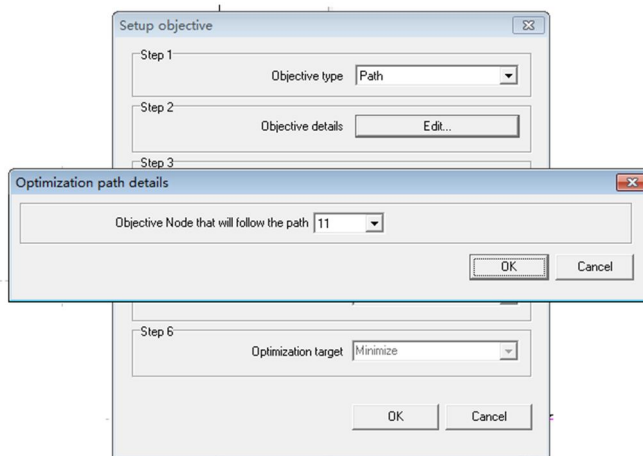 Setup objective
Step 1
Objective type Path
Step 2
Objective details Edit...
Step 3
Optimization path details
Objective Node that will follow the path 11
OK Cancel
Step 6
Optimization target Minimize
OK Cancel